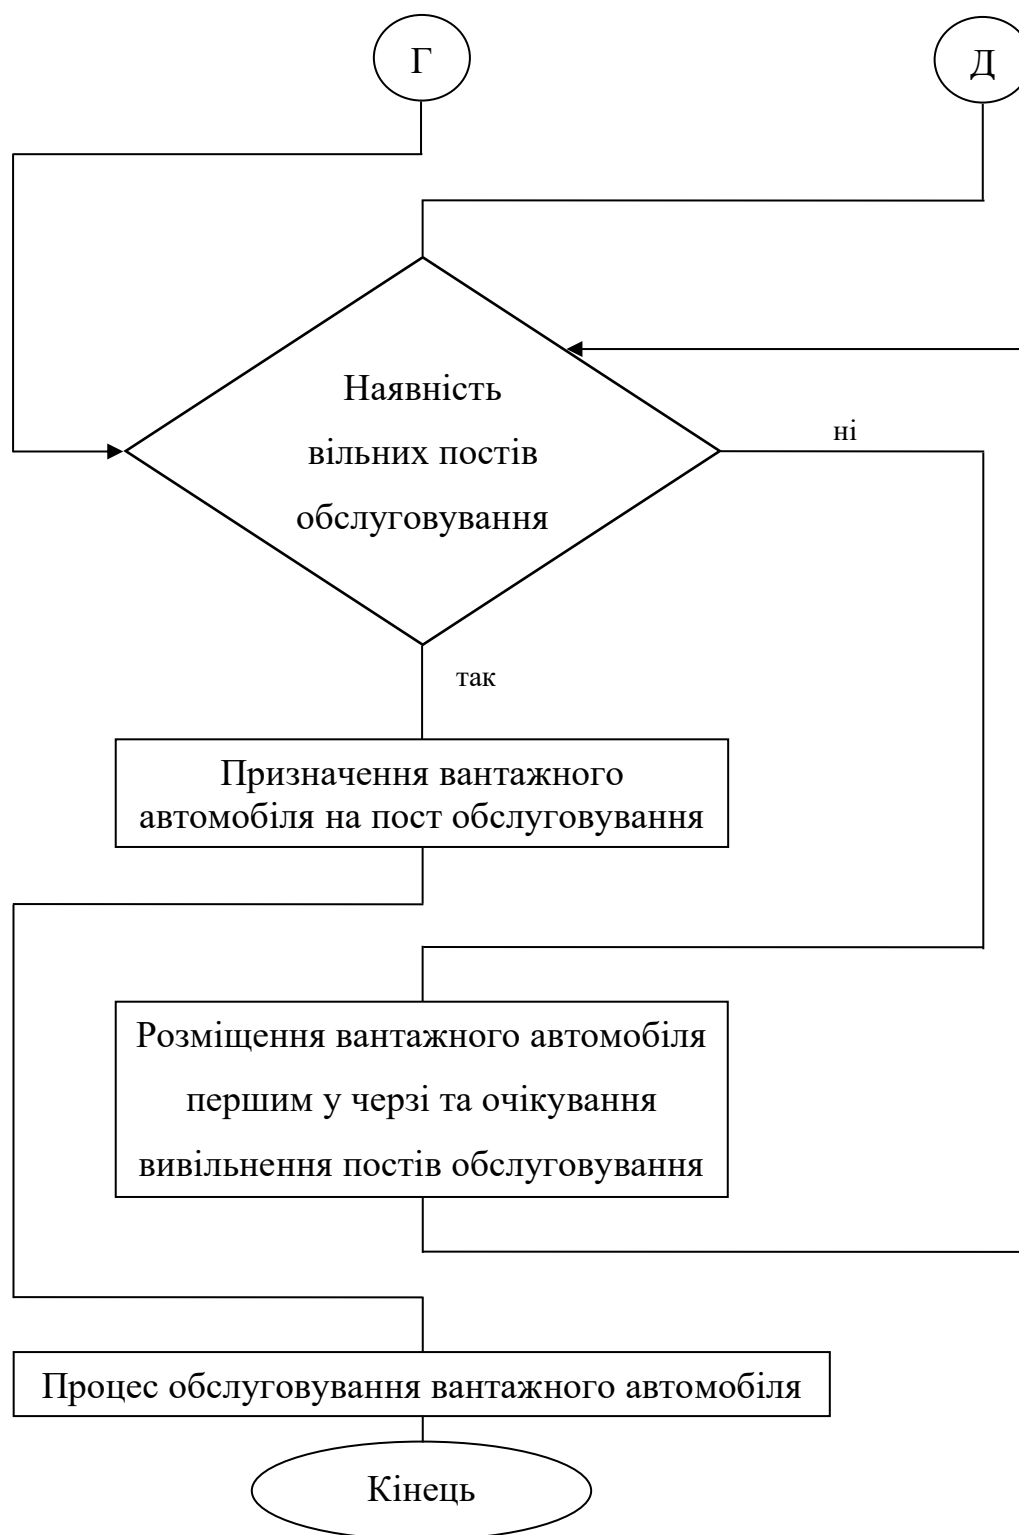 Г
Д
Наявність
вільних постів
обслуговування
ні
так
Призначення вантажного
автомобіля на пост обслуговування
Розміщення вантажного автомобіля
першим у черзі та очікування
вивільнення постів обслуговування
Процес обслуговування вантажного автомобіля
Кінець